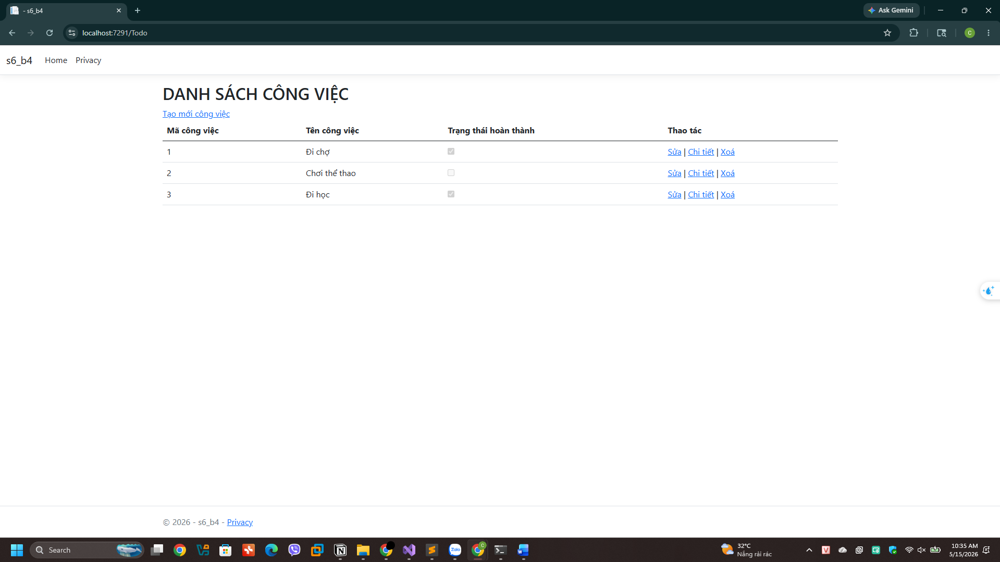 - s6_b4
Ask Gemini
localhost:7291/Todo
C
s6_b4 Home Privacy
DANH SÁCH CÔNG VIỆC
Tạo mới công việc
Mã công việc Tên công việc Trạng thái hoàn thành Thao tác
1 Đi chợ Sửa | Chi tiết | Xoá
2 Chơi thể thao Sửa | Chi tiết | Xoá
3 Đi học Sửa | Chi tiết | Xoá
© 2026 - s6_b4 - Privacy
Search
Zalo
C
32°C
Nắng rải rác
10:35 AM
5/15/2026